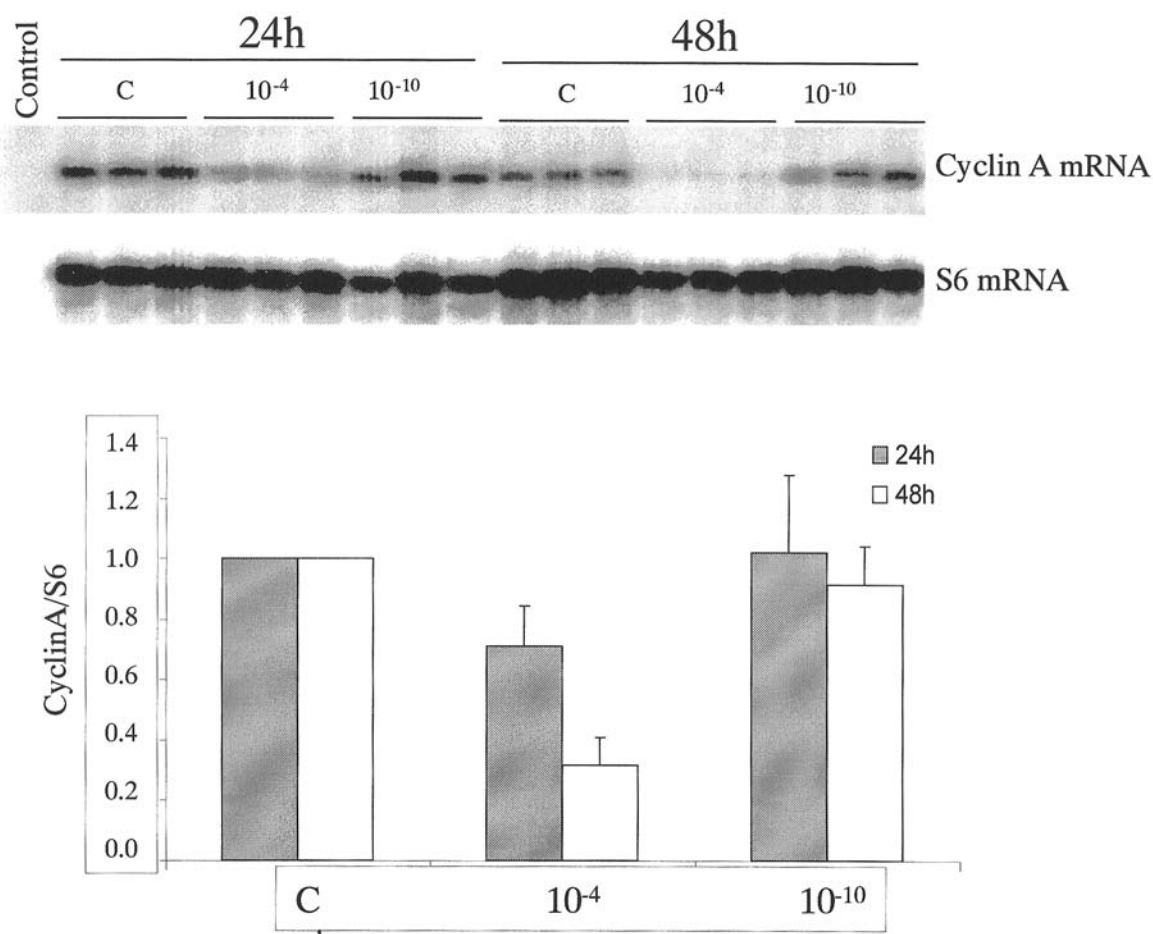 Control
24h 48h
C 10-4 10-10 C 10-4 10-10
Cyclin A mRNA
S6 mRNA
1.4
1.2
1.0
0.8
0.6
0.4
0.2
0.0
CyclinA/S6
24h
48h
C 10-4 10-10